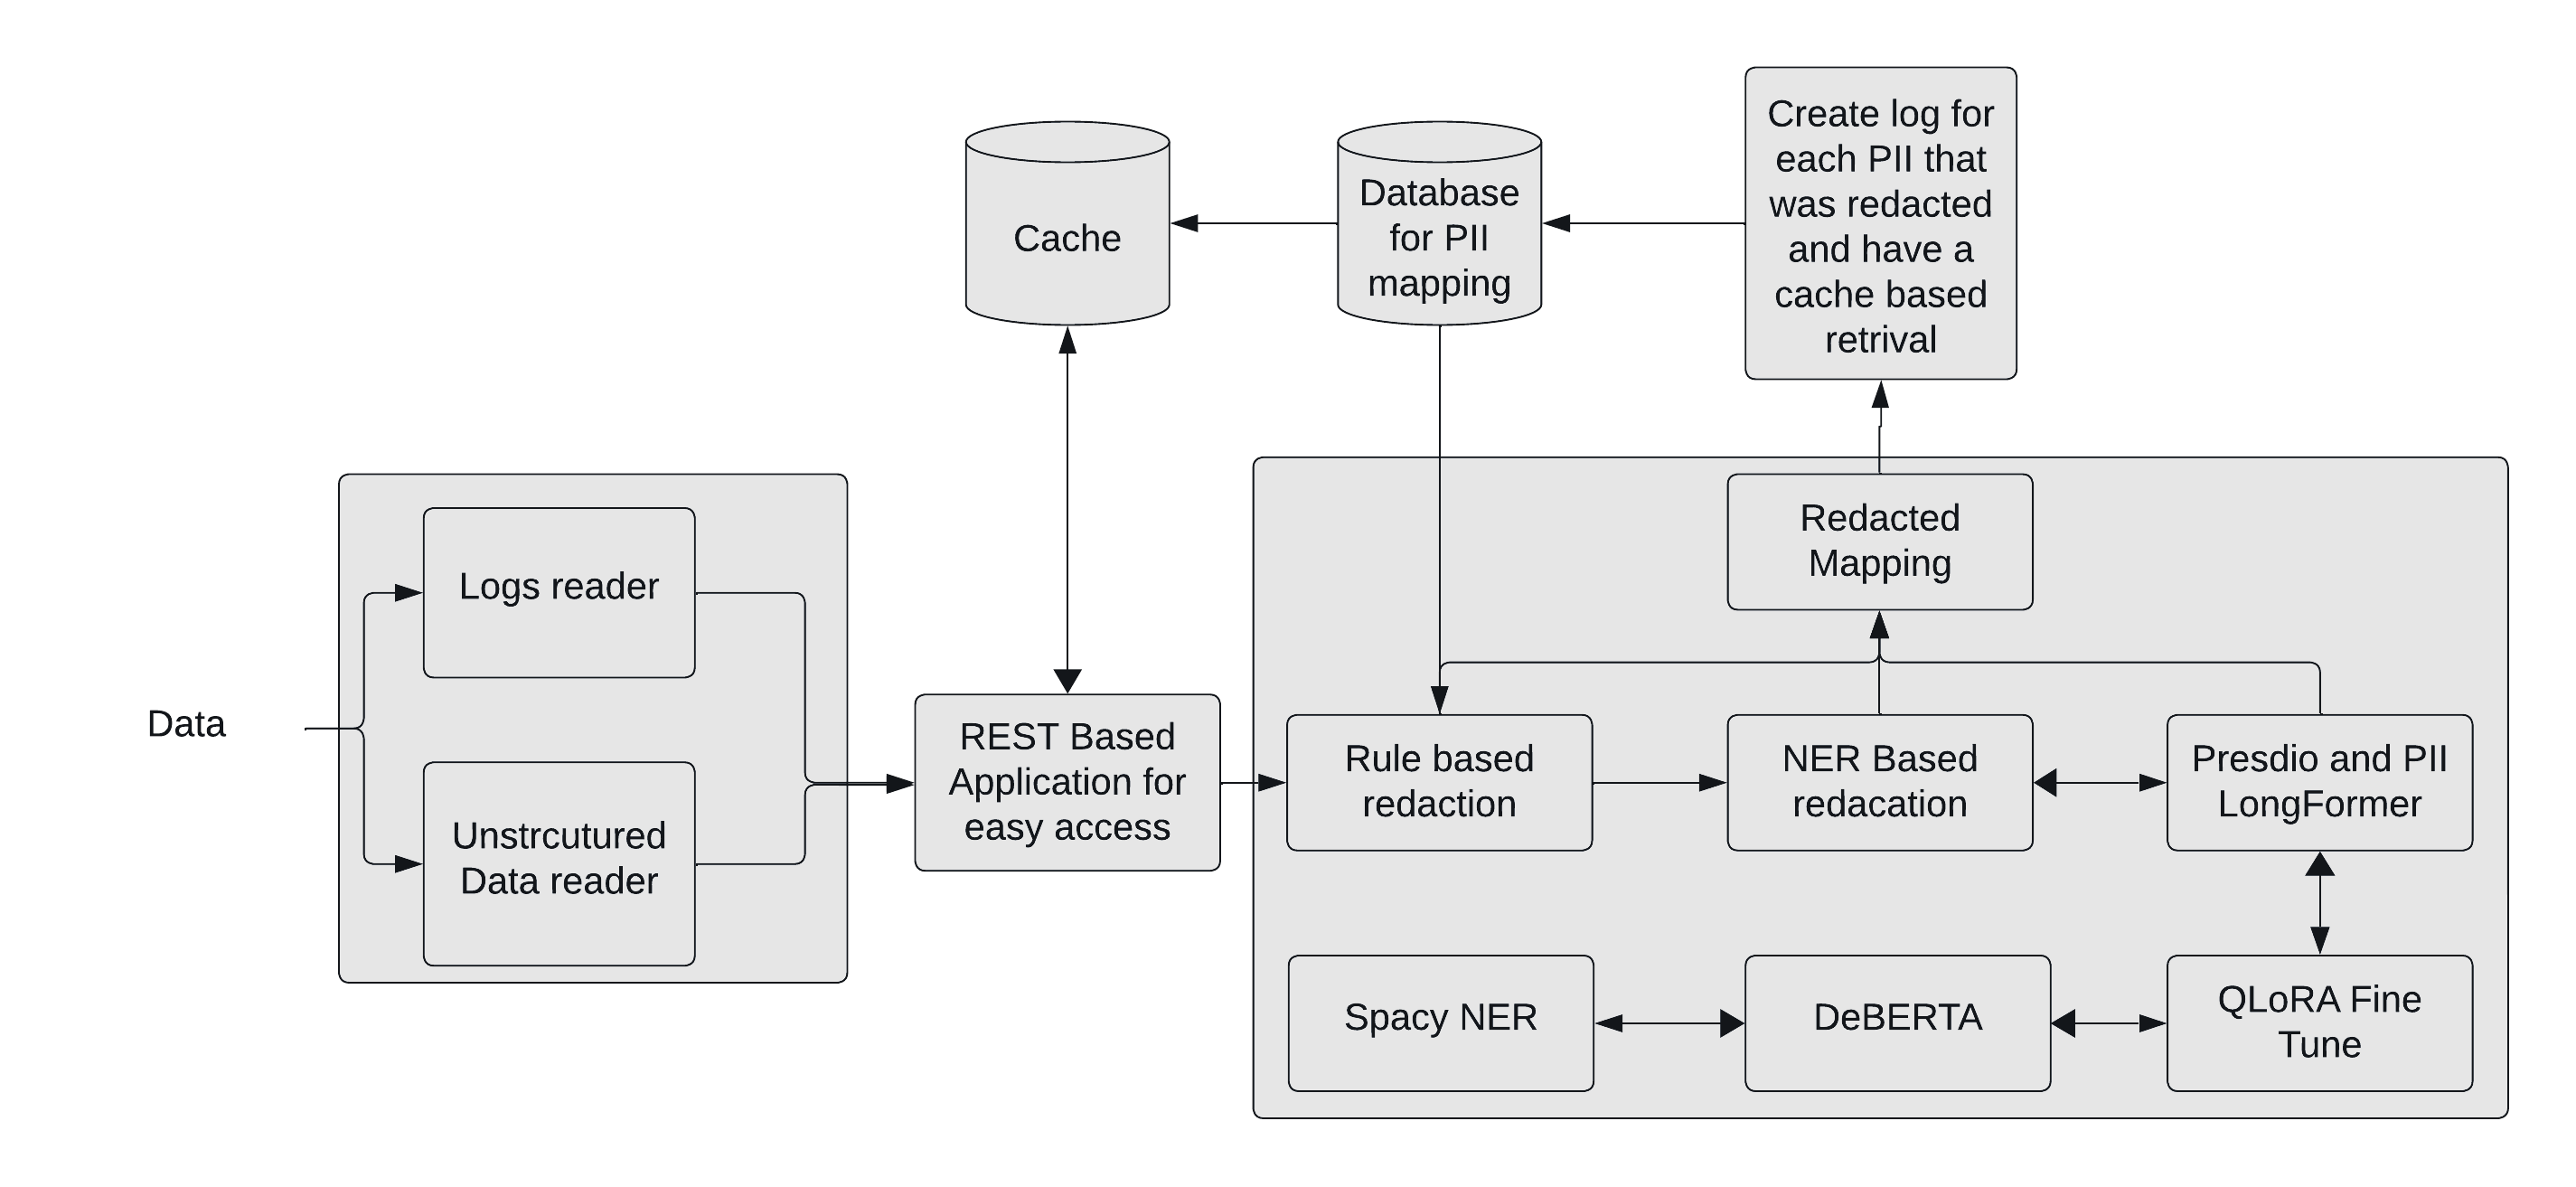 Data
Logs reader
Unstrcutured
Data reader
REST Based
Application for
easy access
Cache
Database
for PII
mapping
Create log for
each PII that
was redacted
and have a
cache based
retrival
Redacted
Mapping
Rule based
redaction
NER Based
redacation
Presdio and PII
LongFormer
Spacy NER
DeBERTA
QLoRA Fine
Tune